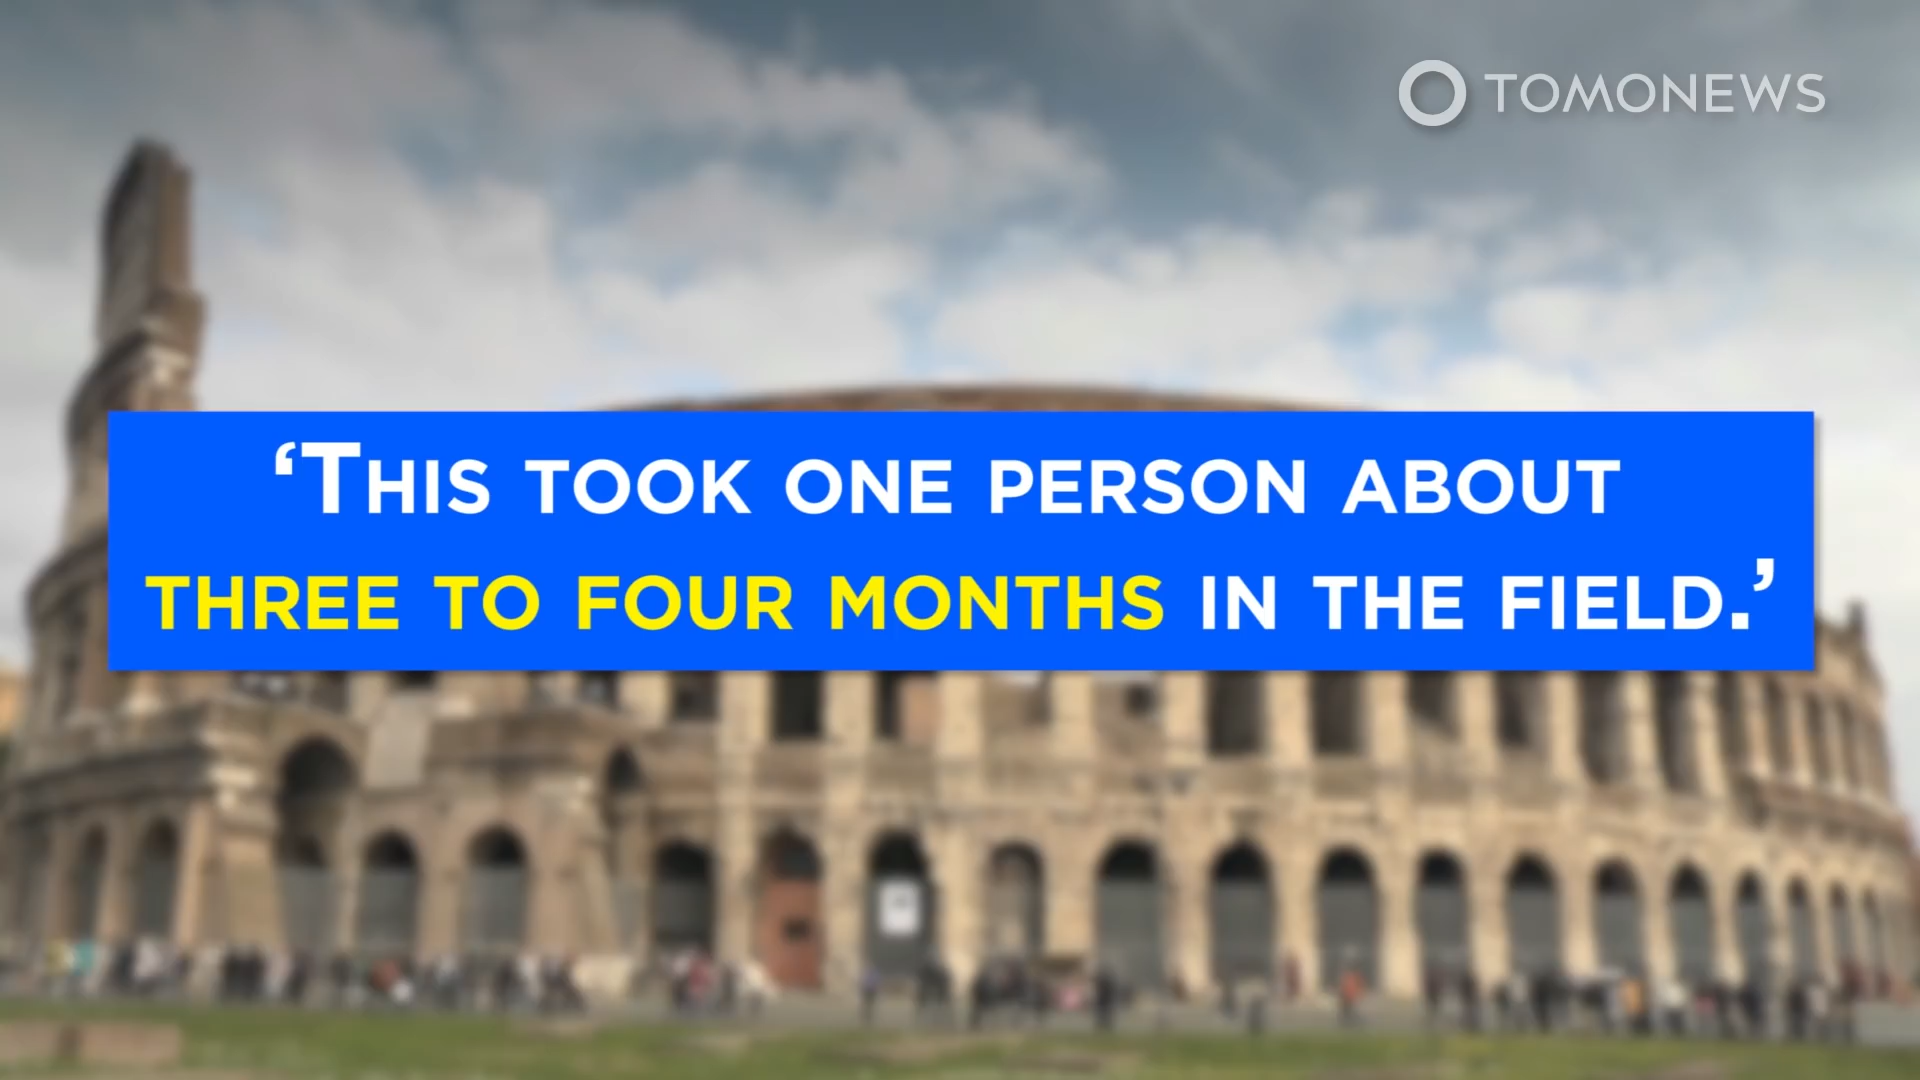 TOMONEWS
‘THIS TOOK ONE PERSON ABOUT
THREE TO FOUR MONTHS IN THE FIELD.’